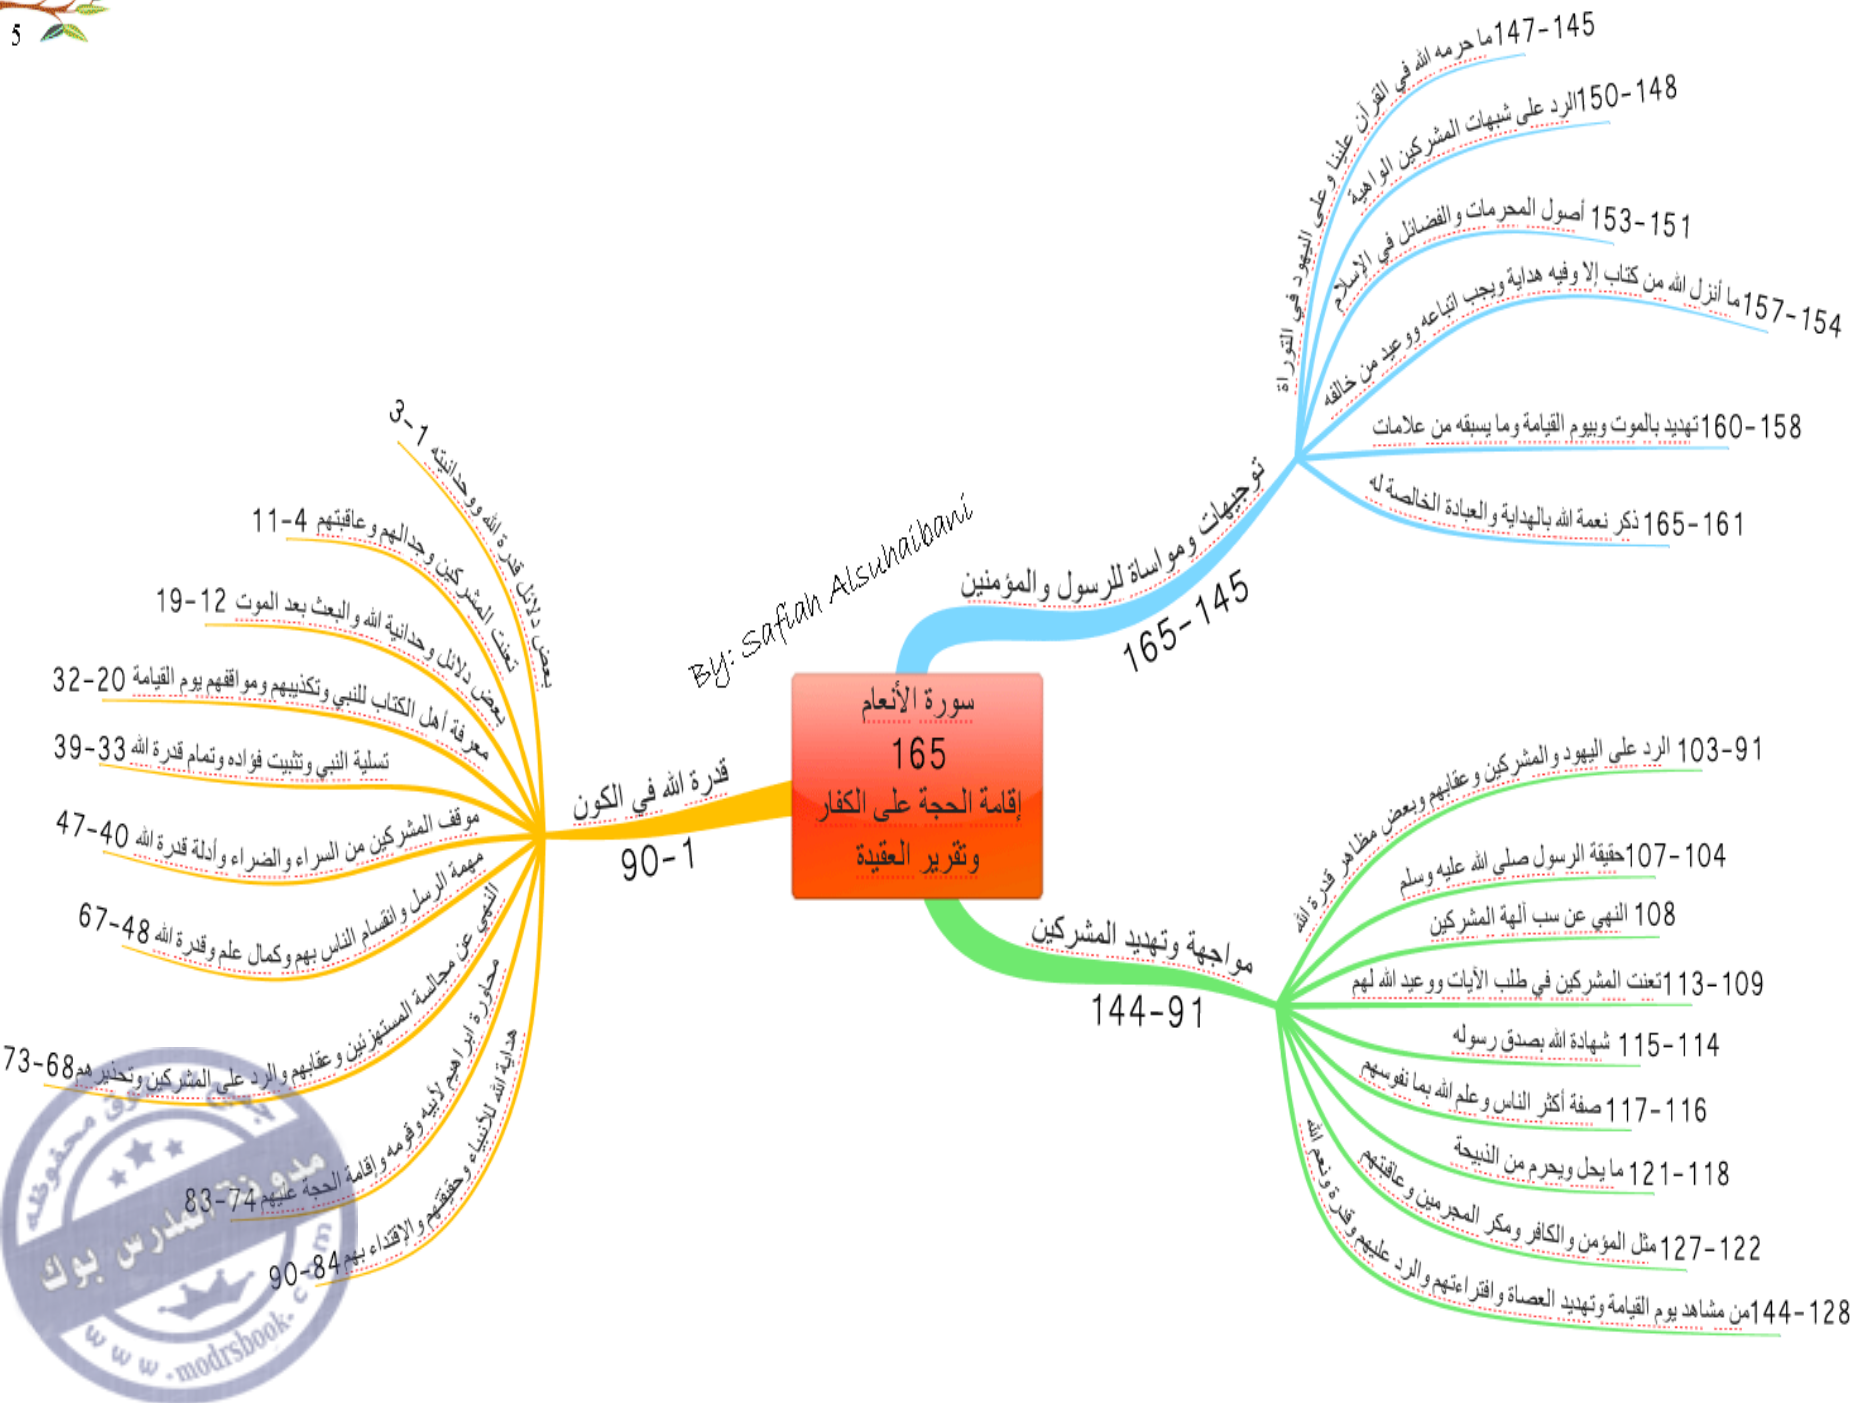 5
سورة الأنعام
165
إقامة الحجة على الكفار
وتقرير العقيدة
By: Safiah Alsuhaibani
توجيهات ومواساة للرسول والمؤمنين
165-145
147-145 ما حرمه الله في القرآن علينا وعلى اليهود في التوراة
150-148 الرد على شبهات المشركين الواهية
153-151 أصول المحرمات والفضائل في الإسلام
157-154 ما أنزل الله من كتاب إلا وفيه هداية ويجب اتباعه ووعيد من خالفه
160-158 تهديد بالموت وبيوم القيامة وما يسبقه من علامات
165-161 ذكر نعمة الله بالهداية والعبادة الخالصة له
مواجهة وتهديد المشركين
144-91
103-91 الرد على اليهود والمشركين وعقابهم وبعض مظاهر قدرة الله
107-104 حقيقة الرسول صلى الله عليه وسلم
108 النهي عن سب آلهة المشركين
113-109 تعنت المشركين في طلب الآيات ووعيد الله لهم
115-114 شهادة الله بصدق رسوله
117-116 صفة أكثر الناس وعلم الله بما نفوسهم
121-118 ما يحل ويحرم من الذبيحة
127-122 مثل المؤمن والكافر ومكر المجرمين وعاقبتهم
144-128 من مشاهد يوم القيامة وتهديد العصاة وافتراءتهم والرد عليهم وقدرة ونعم الله
قدرة الله في الكون
90-1
بعض دلائل قدرة الله ووحدانيته 1-3
تعنت المشركين وجدالهم وعاقبتهم 4-11
بعض دلائل وحدانية الله والبعث بعد الموت 12-19
معرفة أهل الكتاب للنبي وتكذيبهم ومواقفهم يوم القيامة 20-32
تسلية النبي وتثبيت فؤاده وتمام قدرة الله 33-39
موقف المشركين من السراء والضراء وأدلة قدرة الله 40-47
مهمة الرسل وانقسام الناس بهم وكمال علم وقدرة الله 48-67
النهي عن مجالسة المستهزئين وعقابهم والرد على المشركين وتحذيرهم 68-73
محاورة ابراهيم لأبيه وقومه وإقامة الحجة عليهم 74-83
هداية الله للأنبياء وحقيقتهم والإقتداء بهم 84-90
محفوظه
مدونة المدرس بوك
www.modrsbook.com